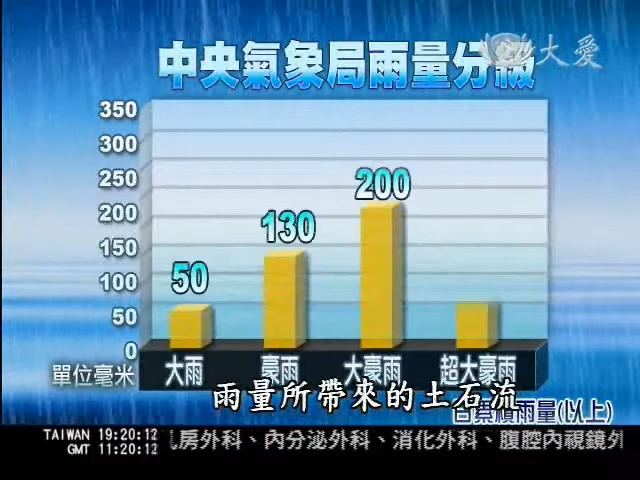 中央氣象局雨量分級
大愛
350
300
250
200
150
100
50
0
50
130
200
單位毫米
大雨
豪雨
大豪雨
超大豪雨
雨量所帶來的土石流
積雨量(以上)
TAIWAN 19:20:12
GMT 11:20:12
房外科、內分泌外科、消化外科、腹腔內視鏡外